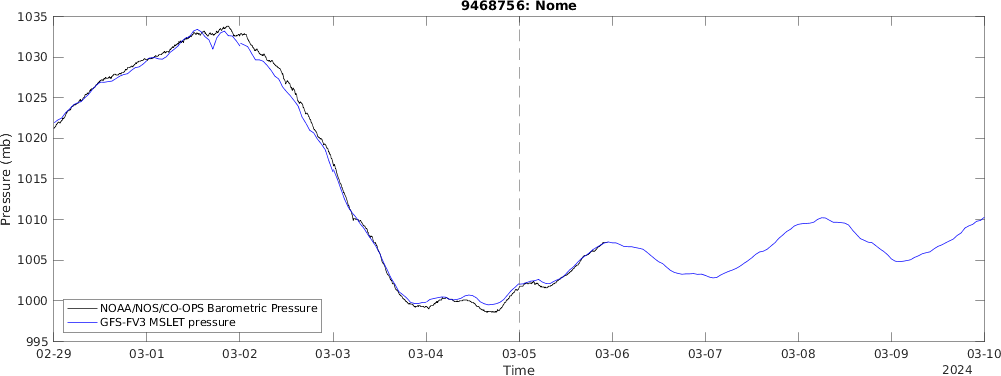 9468756: Nome
1035
1030
1025
1020
1015
1010
1005
1000
995
Pressure (mb)
NOAA/NOS/CO-OPS Barometric Pressure
GFS-FV3 MSLET pressure
02-29 03-01 03-02 03-03 03-04 03-05 03-06 03-07 03-08 03-09 03-10
Time
2024